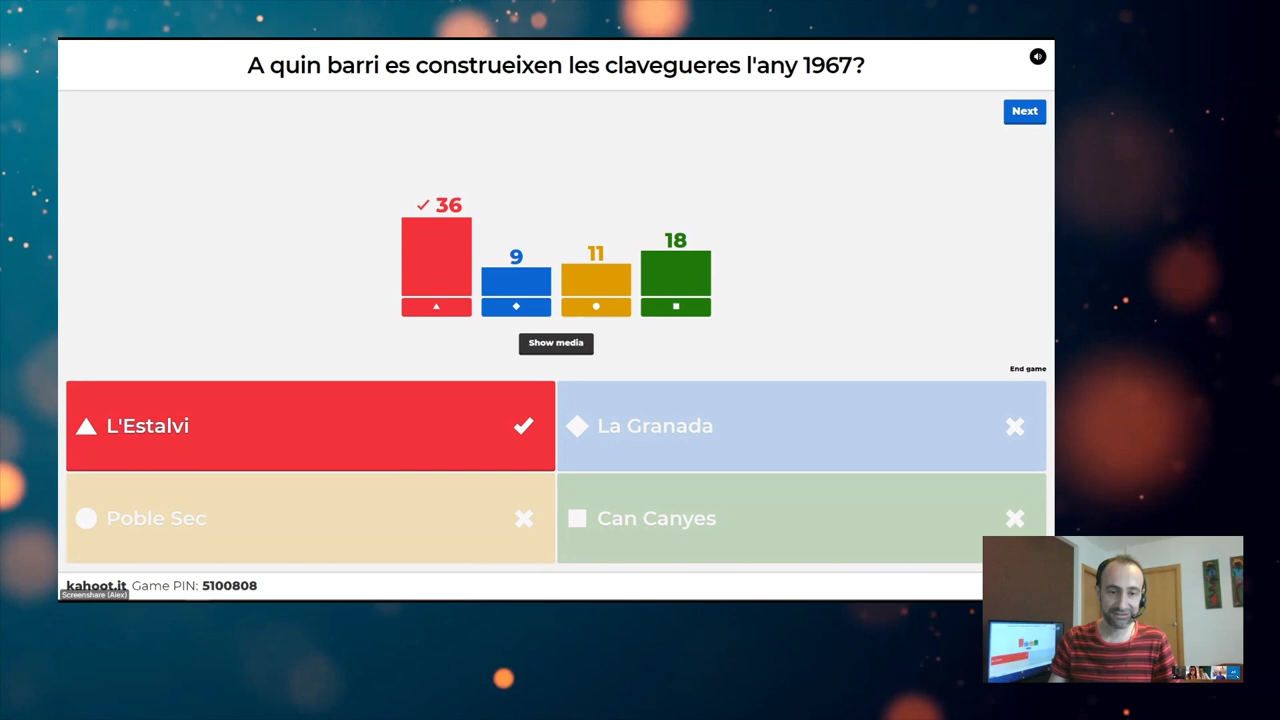 A quin barri es construeixen les clavegueres l'any 1967?
Next
36
9
11
18
Show media
End game
L'Estalvi
La Granada
Poble Sec
Can Canyes
kahoot.it Game PIN: 5100808
Screenshare (Alex)